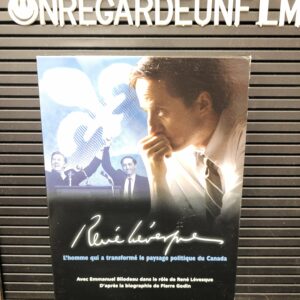 ONREGARDEUNFILM
René Lévesque
L'homme qui a transformé le paysage politique du Canada
Avec Emmanuel Bilodeau dans le rôle de René Lévesque
D'après la biographie de Pierre Godin